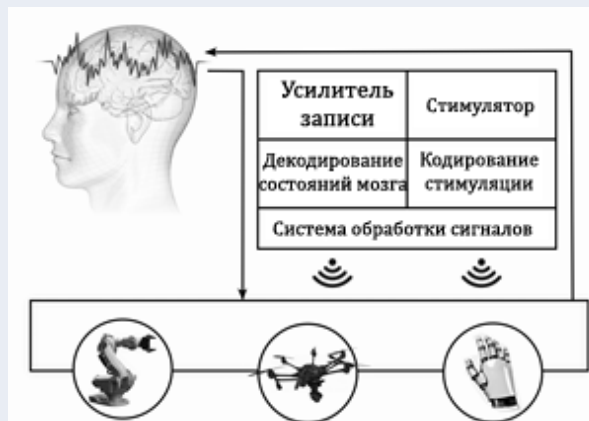 Усилитель
записи
Стимулятор
Декодирование
состояний мозга
Кодирование
стимуляции
Система обработки сигналов